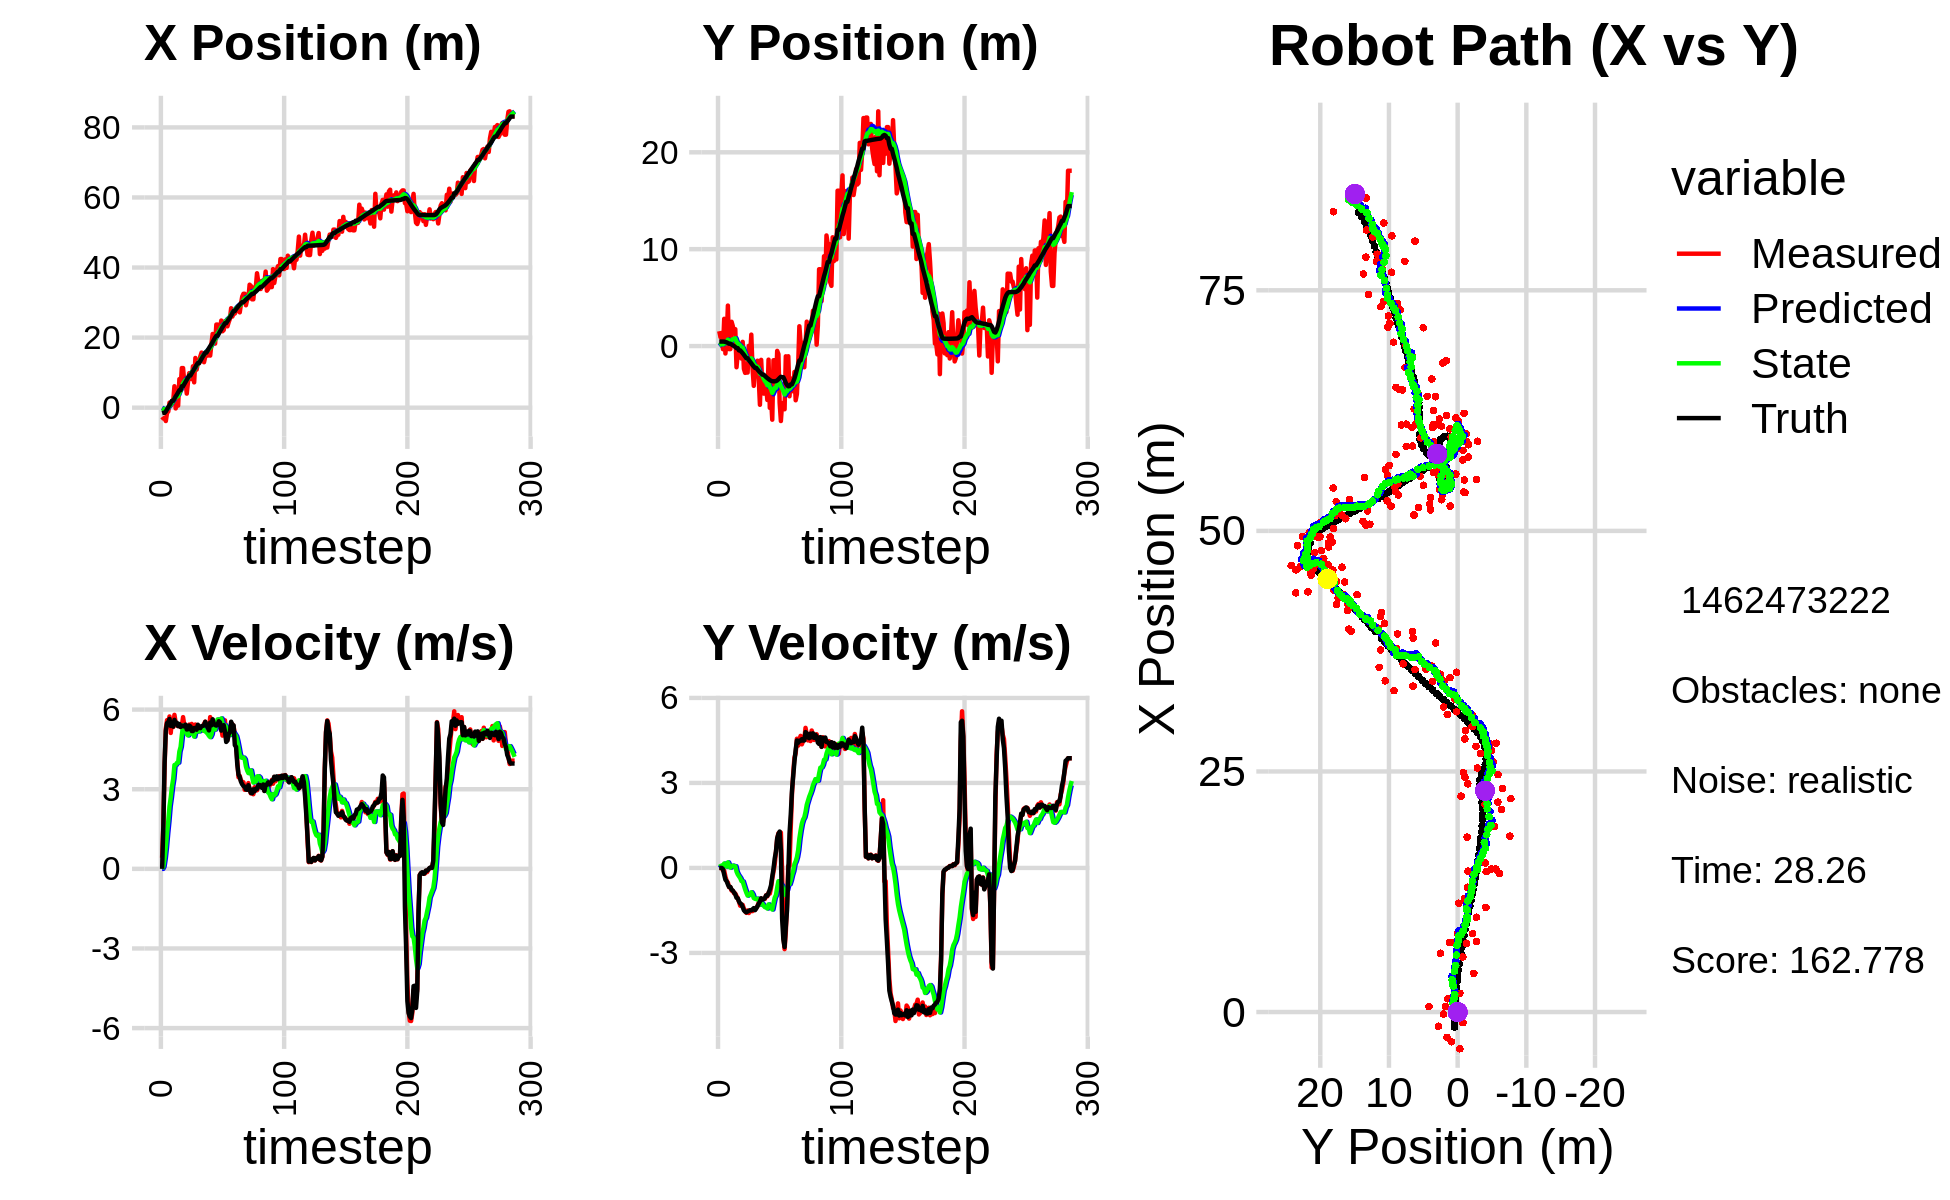 X Position (m)
80
60
40
20
0
0
100
200
300
timestep
Y Position (m)
20
10
0
0
100
200
300
timestep
X Velocity (m/s)
6
3
0
-3
-6
0
100
200
300
timestep
Y Velocity (m/s)
6
3
0
-3
0
100
200
300
timestep
Robot Path (X vs Y)
X Position (m)
75
50
25
0
20 10 0 -10 -20
Y Position (m)
variable
Measured
Predicted
State
Truth
1462473222
Obstacles: none
Noise: realistic
Time: 28.26
Score: 162.778